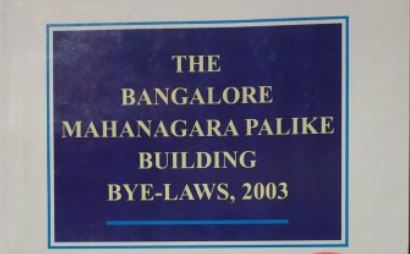 THE
BANGALORE
MAHANAGARA PALIKE
BUILDING
BYE-LAWS, 2003